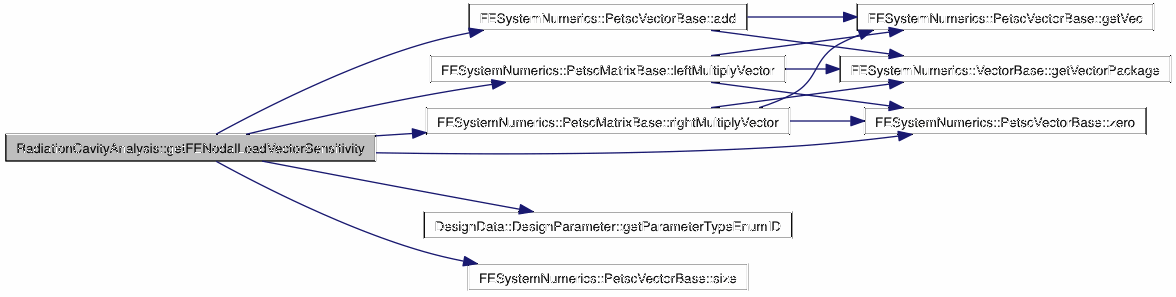 FESystemNumerics::PetscVectorBase::add
FESystemNumerics::PetscVectorBase::getVec
FESystemNumerics::PetscMatrixBase::leftMultiplyVector
FESystemNumerics::VectorBase::getVectorPackage
FESystemNumerics::PetscMatrixBase::rightMultiplyVector
FESystemNumerics::PetscVectorBase::zero
RadiationCavityAnalysis::getFENodalLoadVectorSensitivity
DesignData::DesignParameter::getParameterTypeEnumID
FESystemNumerics::PetscVectorBase::size